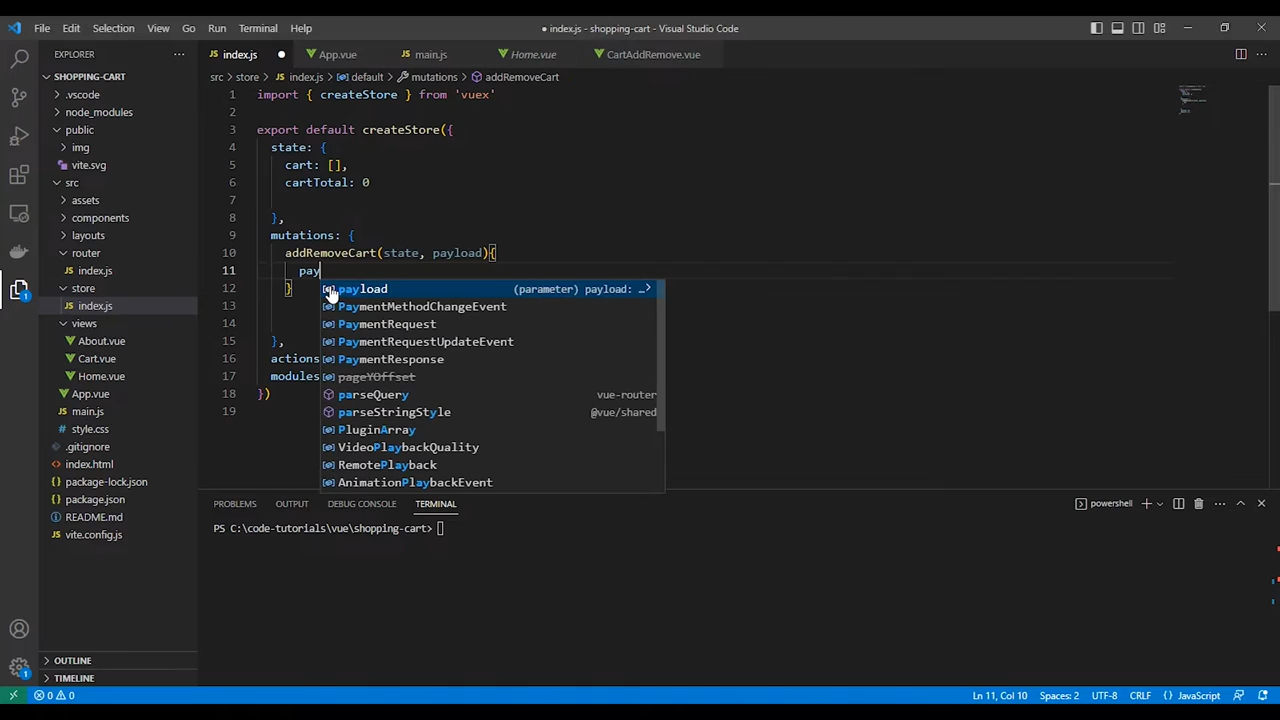 File Edit Selection View Go Run Terminal Help
● index.js - shopping-cart - Visual Studio Code
EXPLORER
index.js App.vue main.js Home.vue CartAddRemove.vue
SHOPPING-CART
src > store > index.js > default > mutations > addRemoveCart
.vscode
node_modules
public
img
vite.svg
src
assets
components
layouts
router
index.js
store
index.js
views
About.vue
Cart.vue
Home.vue
App.vue
main.js
style.css
.gitignore
index.html
package-lock.json
package.json
README.md
vite.config.js
OUTLINE
TIMELINE
1 import { createStore } from 'vuex'
2
3 export default createStore({
4 state: {
5 cart: [],
6 cartTotal: 0
7
8 },
9 mutations: {
10 addRemoveCart(state, payload){
11 pay
12 }
13
14
15 },
16 actions
17 modules
18 })
19
payload (parameter) payload: …
PaymentMethodChangeEvent
PaymentRequest
PaymentRequestUpdateEvent
PaymentResponse
pageYOffset
parseQuery vue-router
parseStringStyle @vue/shared
PluginArray
VideoPlaybackQuality
RemotePlayback
AnimationPlaybackEvent
PROBLEMS OUTPUT DEBUG CONSOLE TERMINAL
powershell
PS C:\code-tutorials\vue\shopping-cart>
1
1
0 0
Ln 11, Col 10 Spaces: 2 UTF-8 CRLF { } JavaScript